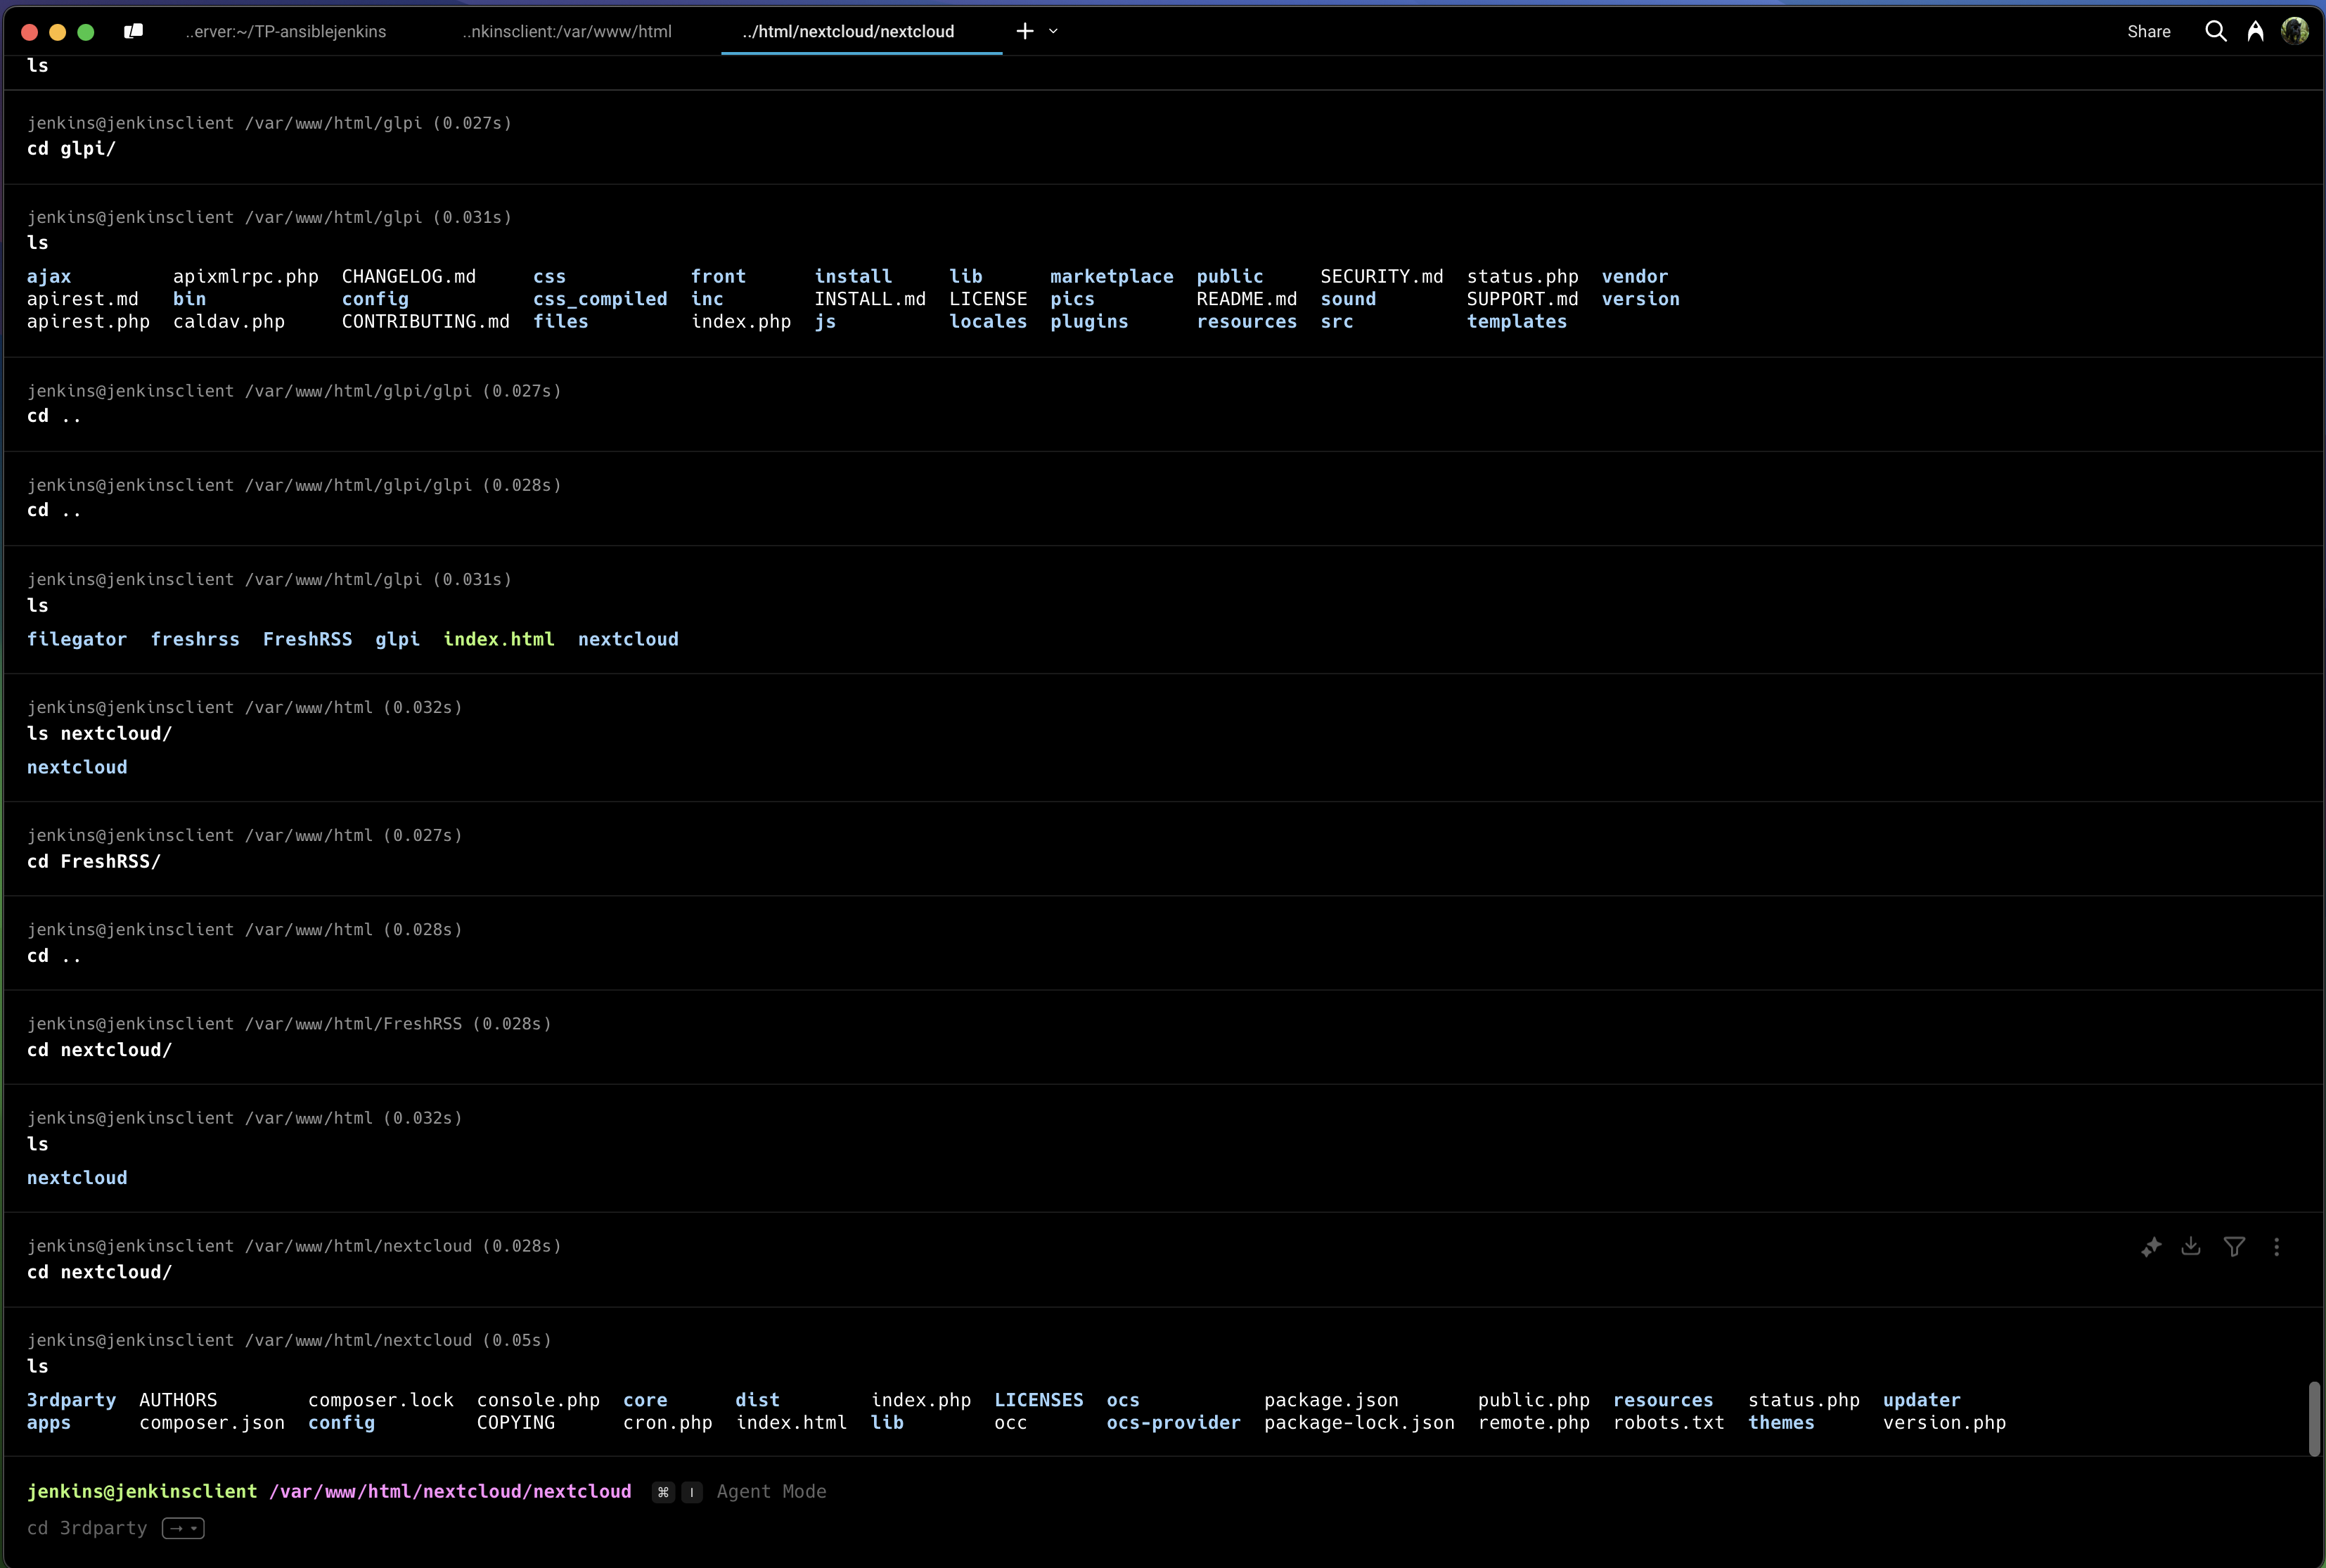 ..erver:~/TP-ansiblejenkins ..nkinsclient:/var/www/html ../html/nextcloud/nextcloud Share
ls
jenkins@jenkinsclient /var/www/html/glpi (0.027s)
cd glpi/
jenkins@jenkinsclient /var/www/html/glpi (0.031s)
ls
ajax apixmlrpc.php CHANGELOG.md css front install lib marketplace public SECURITY.md status.php vendor
apirest.md bin config css_compiled inc INSTALL.md LICENSE pics README.md sound SUPPORT.md version
apirest.php caldav.php CONTRIBUTING.md files index.php js locales plugins resources src templates
jenkins@jenkinsclient /var/www/html/glpi/glpi (0.027s)
cd ..
jenkins@jenkinsclient /var/www/html/glpi/glpi (0.028s)
cd ..
jenkins@jenkinsclient /var/www/html/glpi (0.031s)
ls
filegator freshrss FreshRSS glpi index.html nextcloud
jenkins@jenkinsclient /var/www/html (0.032s)
ls nextcloud/
nextcloud
jenkins@jenkinsclient /var/www/html (0.027s)
cd FreshRSS/
jenkins@jenkinsclient /var/www/html (0.028s)
cd ..
jenkins@jenkinsclient /var/www/html/FreshRSS (0.028s)
cd nextcloud/
jenkins@jenkinsclient /var/www/html (0.032s)
ls
nextcloud
jenkins@jenkinsclient /var/www/html/nextcloud (0.028s)
cd nextcloud/
jenkins@jenkinsclient /var/www/html/nextcloud (0.05s)
ls
3rdparty AUTHORS composer.lock console.php core dist index.php LICENSES ocs package.json public.php resources status.php updater
apps composer.json config COPYING cron.php index.html lib occ ocs-provider package-lock.json remote.php robots.txt themes version.php
jenkins@jenkinsclient /var/www/html/nextcloud/nextcloud ⌘ I Agent Mode
cd 3rdparty →